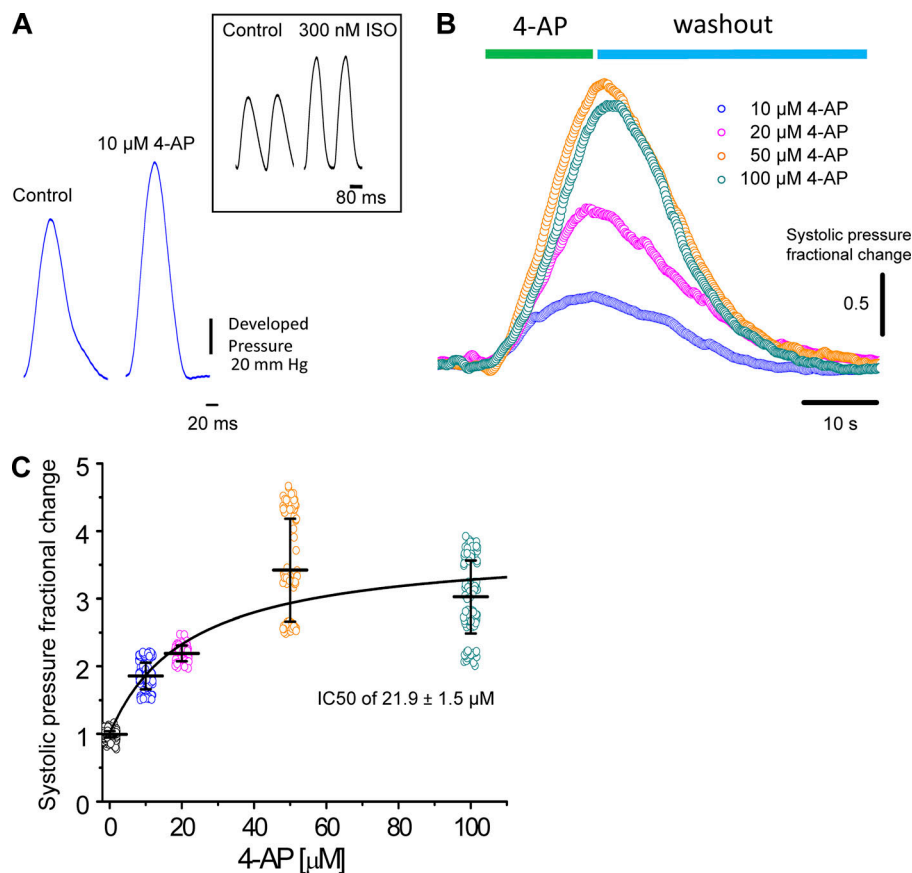 A
Control
10 µM 4-AP
Control 300 nM ISO
80 ms
Developed
Pressure
20 mm Hg
20 ms
B
4-AP washout
10 µM 4-AP
20 µM 4-AP
50 µM 4-AP
100 µM 4-AP
Systolic pressure
fractional change
0.5
10 s
C
Systolic pressure fractional change
5
4
3
2
1
0
IC50 of 21.9 ± 1.5 µM
0 20 40 60 80 100
4-AP [µM]